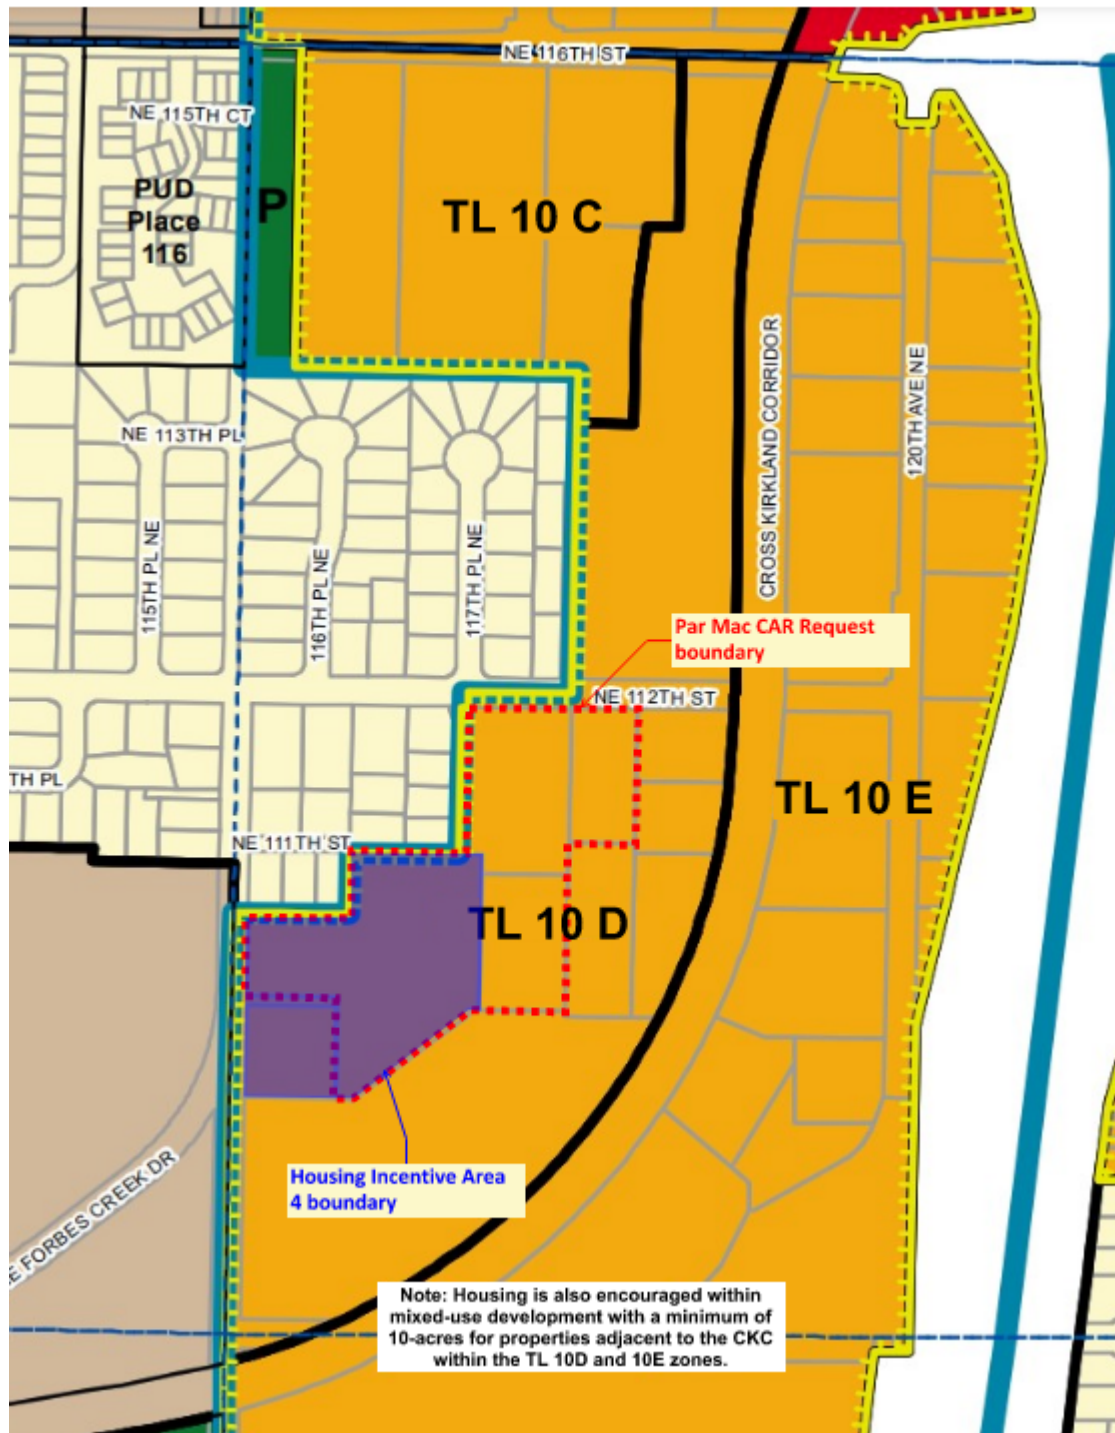 NE 116TH ST
NE 115TH CT
PUD
Place
116
P
TL 10 C
CROSS KIRKLAND CORRIDOR
120TH AVE NE
NE 113TH PL
115TH PL NE
116TH PL NE
117TH PL NE
Par Mac CAR Request
boundary
NE 112TH ST
TH PL
TL 10 E
NE 111TH ST
TL 10 D
Housing Incentive Area
4 boundary
E FORBES CREEK DR
Note: Housing is also encouraged within
mixed-use development with a minimum of
10-acres for properties adjacent to the CKC
within the TL 10D and 10E zones.